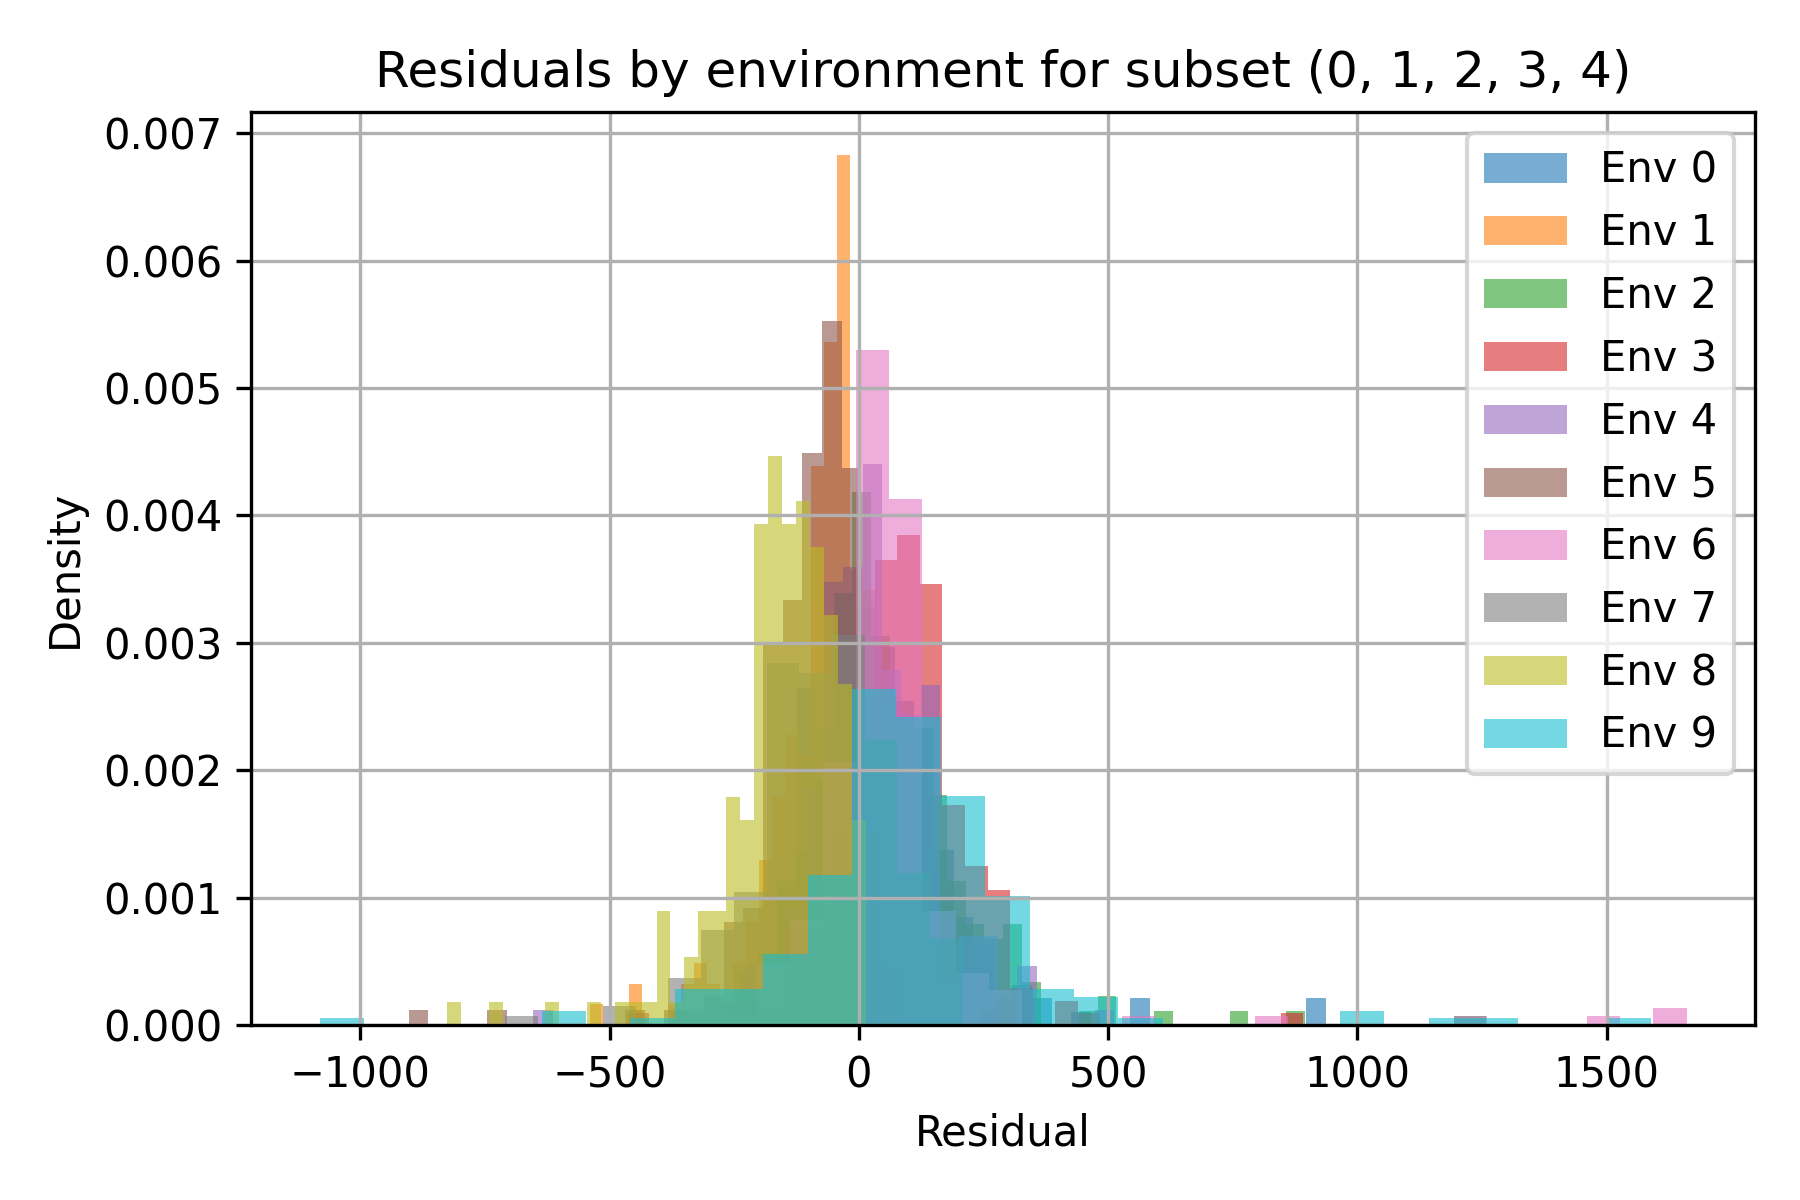 Residuals by environment for subset (0, 1, 2, 3, 4)
0.007
0.006
0.005
0.004
0.003
0.002
0.001
0.000
Density
Env 0
Env 1
Env 2
Env 3
Env 4
Env 5
Env 6
Env 7
Env 8
Env 9
−1000 −500 0 500 1000 1500
Residual